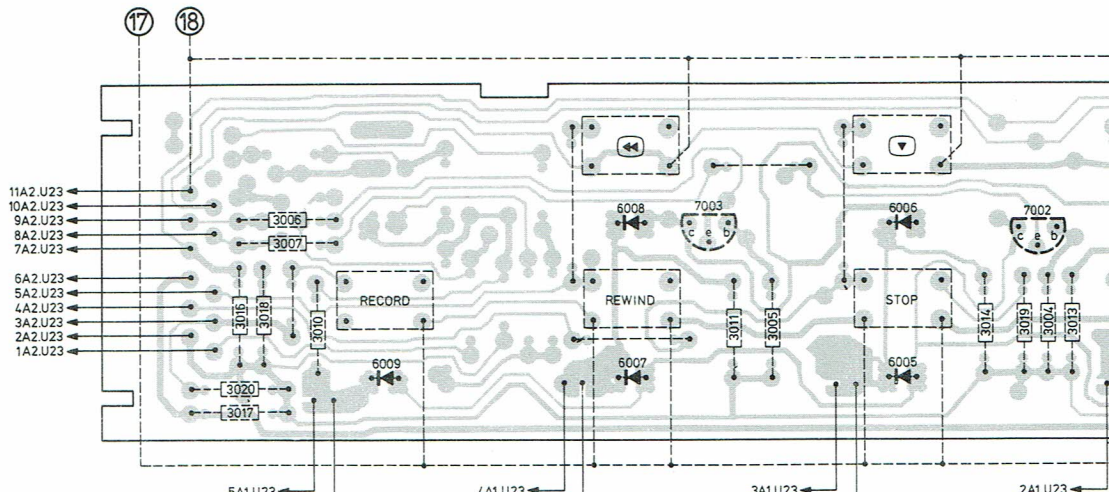 17 18
11A2.U23
10A2.U23
9A2.U23
8A2.U23
7A2.U23
6A2.U23
5A2.U23
4A2.U23
3A2.U23
2A2.U23
1A2.U23
3006
3007
6008
7003
c e b
6006
7002
c e b
3016
3018
3010
RECORD
REWIND
3011
3005
STOP
3014
3019
3004
3013
6009
6007
6005
3020
3017
5A1.U23
4A1.U23
3A1.U23
2A1.U23